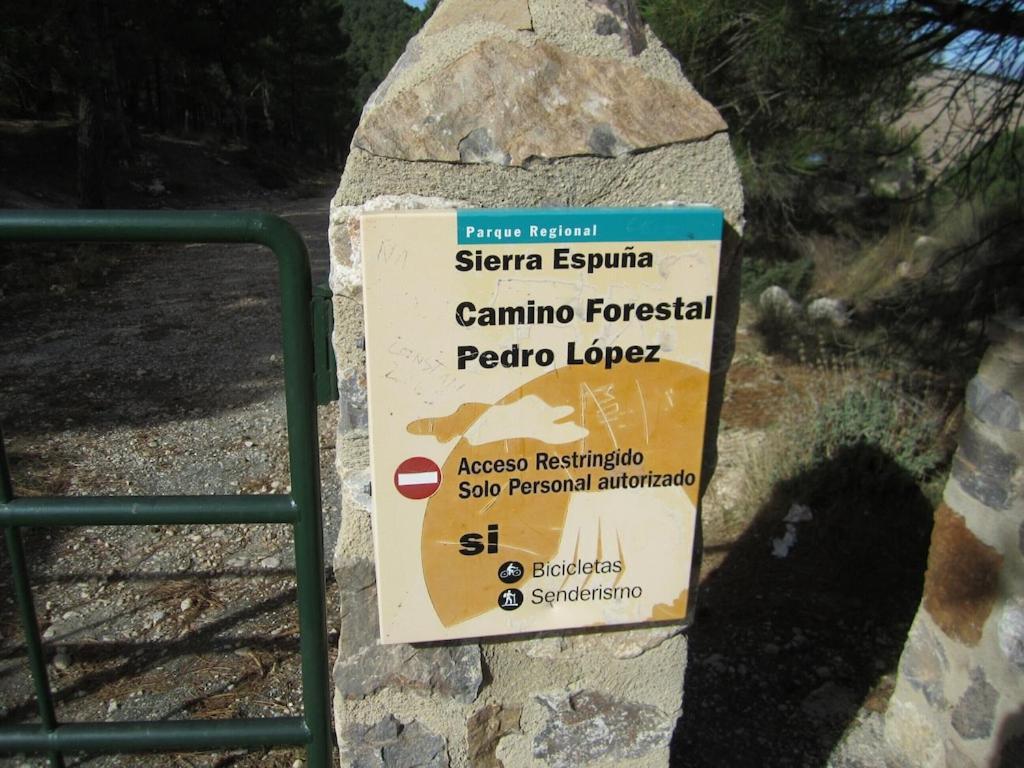 Parque Regional
Sierra Espuña
Camino Forestal
Pedro López
Acceso Restringido
Solo Personal autorizado
si
Bicicletas
Senderismo